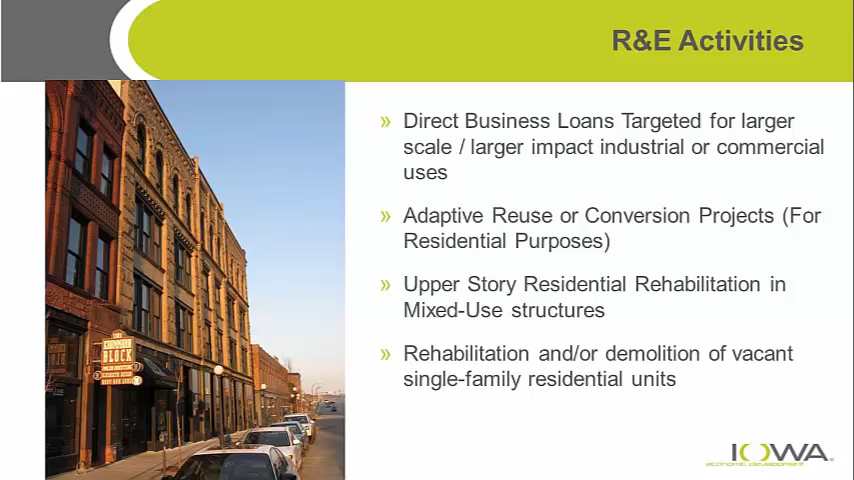 R&E Activities
» Direct Business Loans Targeted for larger
scale / larger impact industrial or commercial
uses
» Adaptive Reuse or Conversion Projects (For
Residential Purposes)
» Upper Story Residential Rehabilitation in
Mixed-Use structures
» Rehabilitation and/or demolition of vacant
single-family residential units
BLOCK
IOWA
economic development